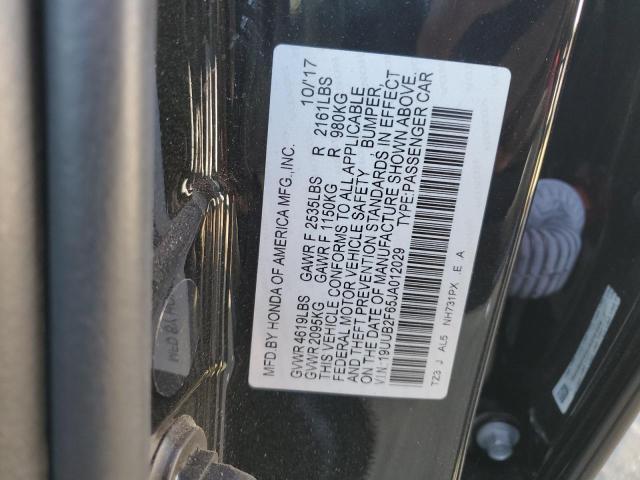 MFD.BY HONDA OF AMERICA MFG.,INC. 10/17
GVWR 4619LBS GAWR F 2535LBS R 2161LBS
GVWR 2095KG GAWR F 1150KG R 980KG
THIS VEHICLE CONFORMS TO ALL APPLICABLE
FEDERAL MOTOR VEHICLE SAFETY , BUMPER,
AND THEFT PREVENTION STANDARDS IN EFFECT
ON THE DATE OF MANUFACTURE SHOWN ABOVE.
VIN:19UUB2F65JA012029 TYPE:PASSENGER CAR
TZ3 J AL5 NH731PX .E A